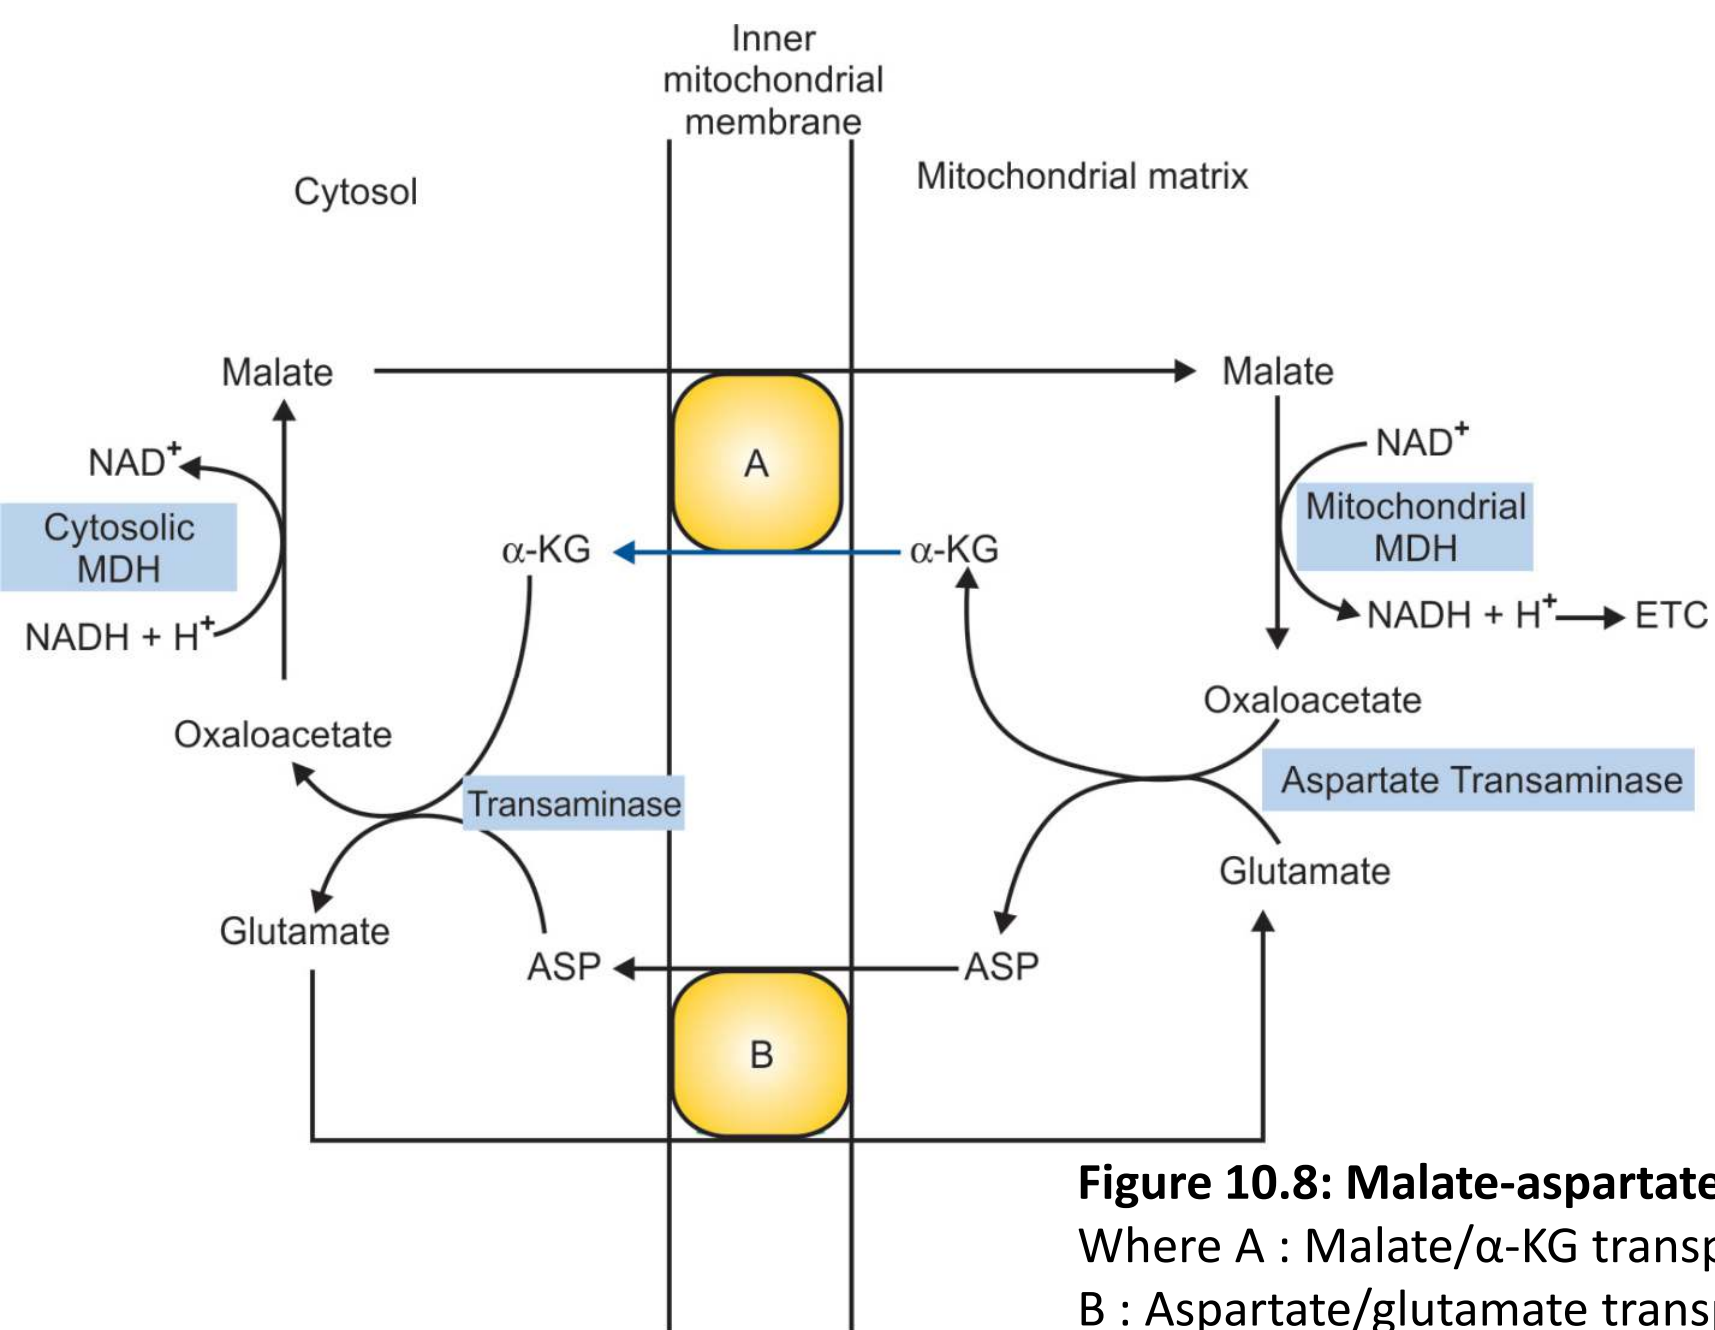 Inner
mitochondrial
membrane
Cytosol
Mitochondrial matrix
Malate
Malate
NAD+
NAD+
Cytosolic
MDH
Mitochondrial
MDH
α-KG
α-KG
NADH + H+
NADH + H+
ETC
A
Oxaloacetate
Oxaloacetate
Transaminase
Aspartate Transaminase
Glutamate
Glutamate
ASP
ASP
B
Figure 10.8: Malate-aspartate
Where A : Malate/α-KG transp
B : Aspartate/glutamate transp